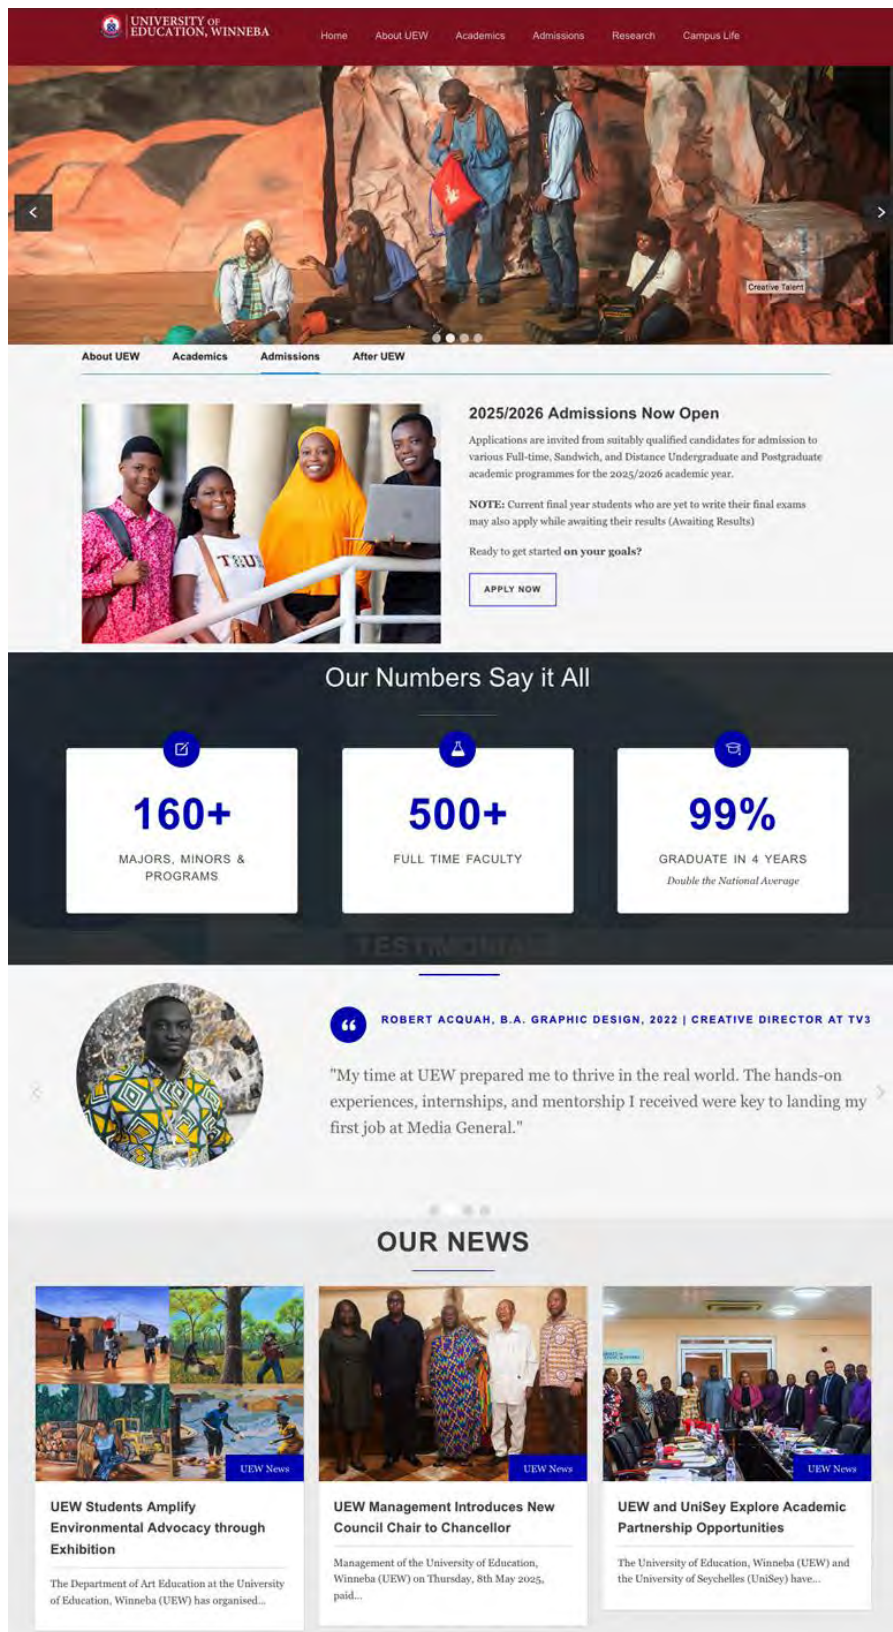 UNIVERSITY OF
EDUCATION, WINNEBA
Home About UEW Academics Admissions Research Campus Life
Creative Talent
About UEW Academics Admissions After UEW
2025/2026 Admissions Now Open
Applications are invited from suitably qualified candidates for admission to
various Full-time, Sandwich, and Distance Undergraduate and Postgraduate
academic programmes for the 2025/2026 academic year.
NOTE: Current final year students who are yet to write their final exams
may also apply while awaiting their results (Awaiting Results)
Ready to get started on your goals?
APPLY NOW
Our Numbers Say it All
160+
MAJORS, MINORS &
PROGRAMS
500+
FULL TIME FACULTY
99%
GRADUATE IN 4 YEARS
Double the National Average
ROBERT ACQUAH, B.A. GRAPHIC DESIGN, 2022 | CREATIVE DIRECTOR AT TV3
"My time at UEW prepared me to thrive in the real world. The hands-on
experiences, internships, and mentorship I received were key to landing my
first job at Media General."
OUR NEWS
UEW News
UEW Students Amplify
Environmental Advocacy through
Exhibition
The Department of Art Education at the University
of Education, Winneba (UEW) has organised...
UEW News
UEW Management Introduces New
Council Chair to Chancellor
Management of the University of Education,
Winneba (UEW) on Thursday, 8th May 2025,
paid...
UEW News
UEW and UniSey Explore Academic
Partnership Opportunities
The University of Education, Winneba (UEW) and
the University of Seychelles (UniSey) have...